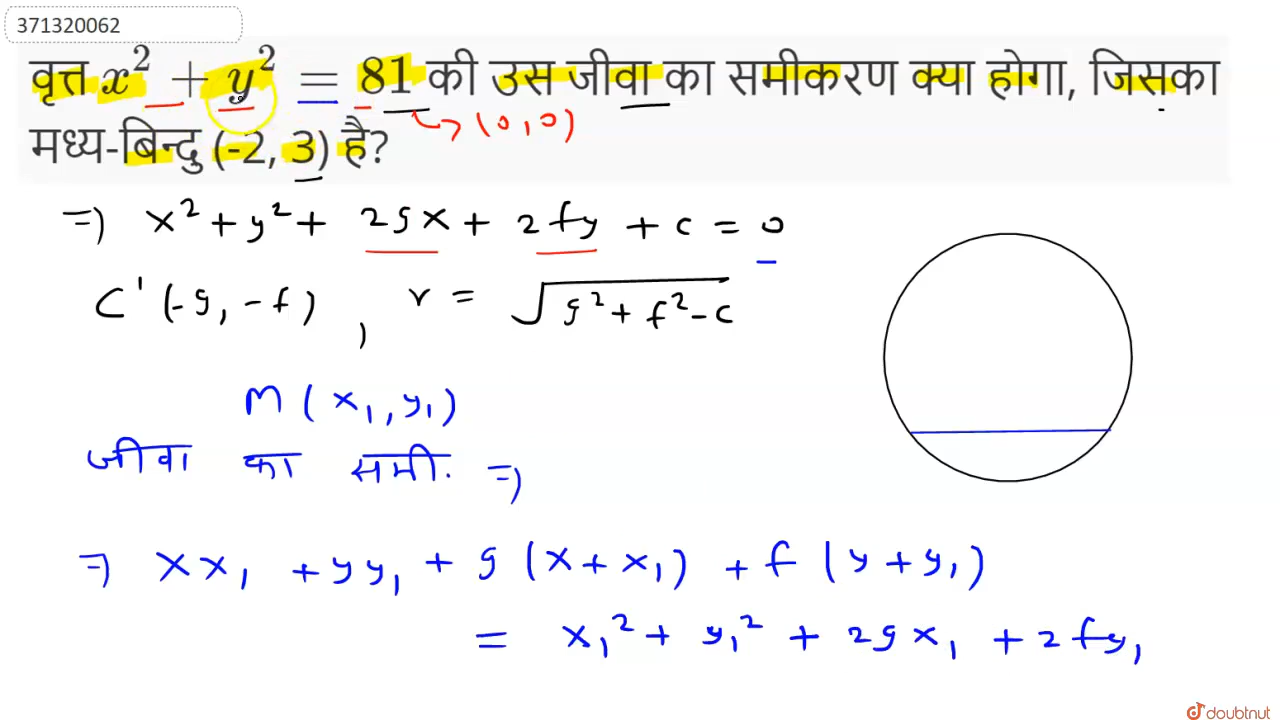 371320062
वृत्त x² + y² = 81 की उस जीवा का समीकरण क्या होगा, जिसका
मध्य-बिन्दु (-2, 3) है?
↳ (0,0)
⇒) x² + y² + 2gx + 2fy + c = 0
C' (-g, -f) , r = √(g² + f² - c)
M (x₁, y₁)
जीवा का समी. ⇒)
⇒ xx₁ + yy₁ + g (x + x₁) + f (y + y₁)
= x₁² + y₁² + 2gx₁ + 2fy₁
doubtnut